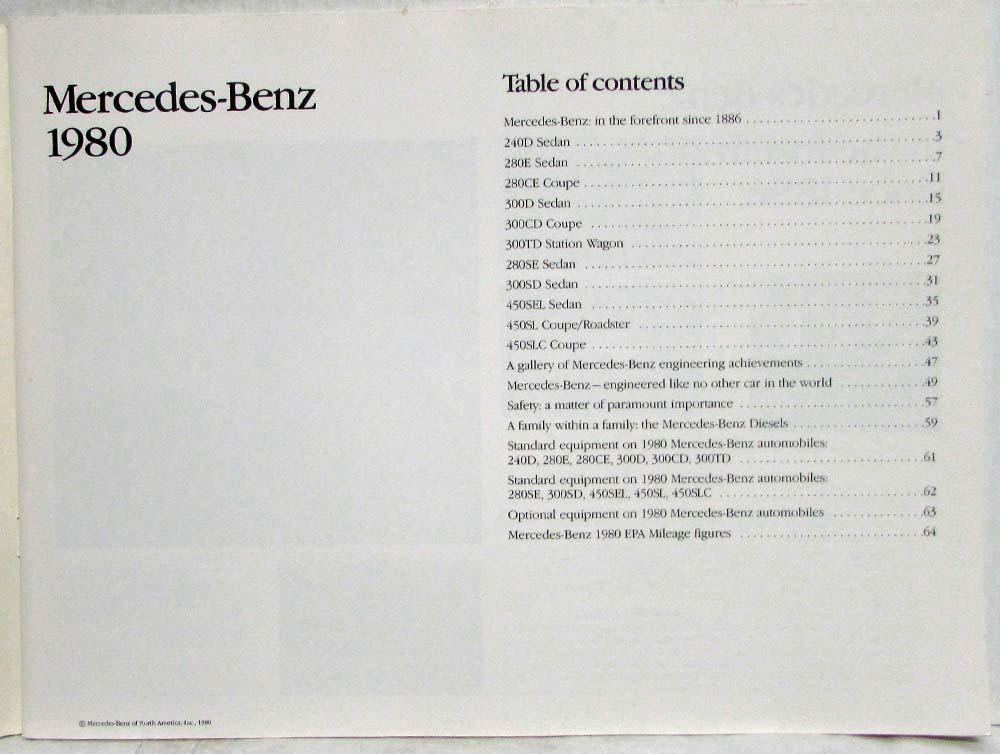 Mercedes-Benz
1980
Table of contents
Mercedes-Benz: in the forefront since 1886 . . . . . . . . . . . . . . . . . . . . . . . . . . . .1
240D Sedan . . . . . . . . . . . . . . . . . . . . . . . . . . . . . . . . . . . . . . . . . . . . . . . . . . . . .3
280E Sedan . . . . . . . . . . . . . . . . . . . . . . . . . . . . . . . . . . . . . . . . . . . . . . . . . . . . .7
280CE Coupe . . . . . . . . . . . . . . . . . . . . . . . . . . . . . . . . . . . . . . . . . . . . . . . . . . .11
300D Sedan . . . . . . . . . . . . . . . . . . . . . . . . . . . . . . . . . . . . . . . . . . . . . . . . . . . .15
300CD Coupe . . . . . . . . . . . . . . . . . . . . . . . . . . . . . . . . . . . . . . . . . . . . . . . . . .19
300TD Station Wagon . . . . . . . . . . . . . . . . . . . . . . . . . . . . . . . . . . . . . . . . . . . .23
280SE Sedan . . . . . . . . . . . . . . . . . . . . . . . . . . . . . . . . . . . . . . . . . . . . . . . . . . .27
300SD Sedan . . . . . . . . . . . . . . . . . . . . . . . . . . . . . . . . . . . . . . . . . . . . . . . . . . .31
450SEL Sedan . . . . . . . . . . . . . . . . . . . . . . . . . . . . . . . . . . . . . . . . . . . . . . . . . .35
450SL Coupe/Roadster . . . . . . . . . . . . . . . . . . . . . . . . . . . . . . . . . . . . . . . . . . .39
450SLC Coupe . . . . . . . . . . . . . . . . . . . . . . . . . . . . . . . . . . . . . . . . . . . . . . . . . .43
A gallery of Mercedes-Benz engineering achievements . . . . . . . . . . . . . . . . . .47
Mercedes-Benz – engineered like no other car in the world . . . . . . . . . . . . .49
Safety: a matter of paramount importance . . . . . . . . . . . . . . . . . . . . . . . . . . . .57
A family within a family: the Mercedes-Benz Diesels . . . . . . . . . . . . . . . . . . . .59
Standard equipment on 1980 Mercedes-Benz automobiles:
240D, 280E, 280CE, 300D, 300CD, 300TD . . . . . . . . . . . . . . . . . . . . . . . . . . . .61
Standard equipment on 1980 Mercedes-Benz automobiles:
280SE, 300SD, 450SEL, 450SL, 450SLC . . . . . . . . . . . . . . . . . . . . . . . . . . . . . . .62
Optional equipment on 1980 Mercedes-Benz automobiles . . . . . . . . . . . . . .63
Mercedes-Benz 1980 EPA Mileage figures . . . . . . . . . . . . . . . . . . . . . . . . . . . .64
© Mercedes-Benz of North America, Inc., 1980